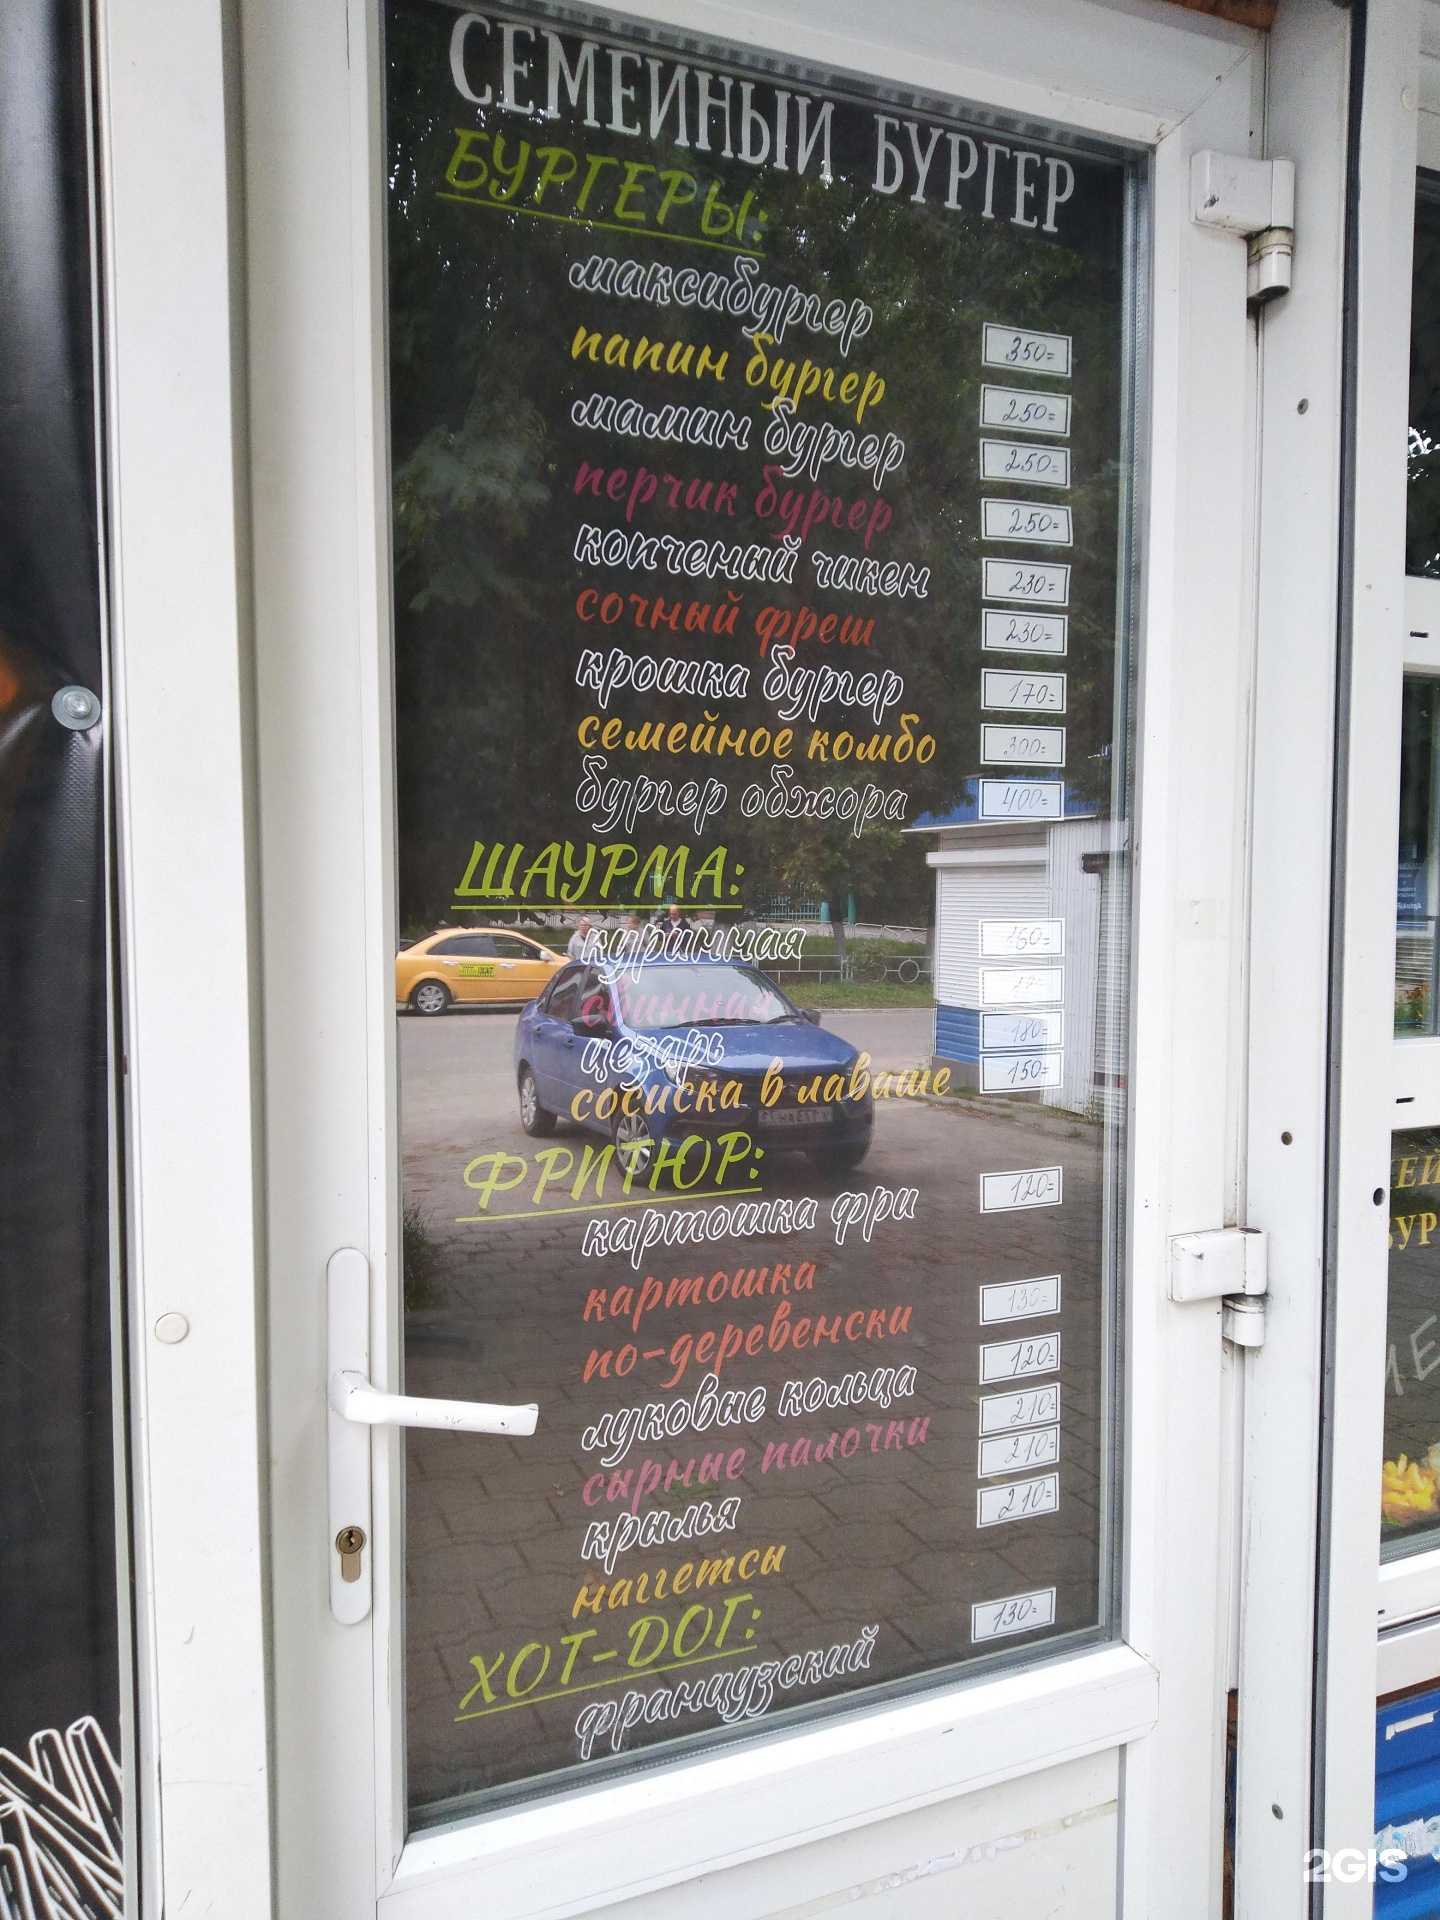 СЕМЕЙНЫЙ БУРГЕР
БУРГЕРЫ:
максибургер 350=
папин бургер 250=
мамин бургер 250=
перчик бургер 250=
копченый чикен 230=
сочный фреш 230=
крошка бургер 170=
семейное комбо 300=
бургер обжора 400=
ШАУРМА:
куринная 160=
свинная
цезарь 180=
сосиска в лаваше 150=
ФРИТЮР:
картошка фри 120=
картошка
по-деревенски 130=
луковые кольца 120=
сырные палочки 210=
крылья 210=
наггетсы 210=
ХОТ-ДОГ:
французский 130=
2GIS